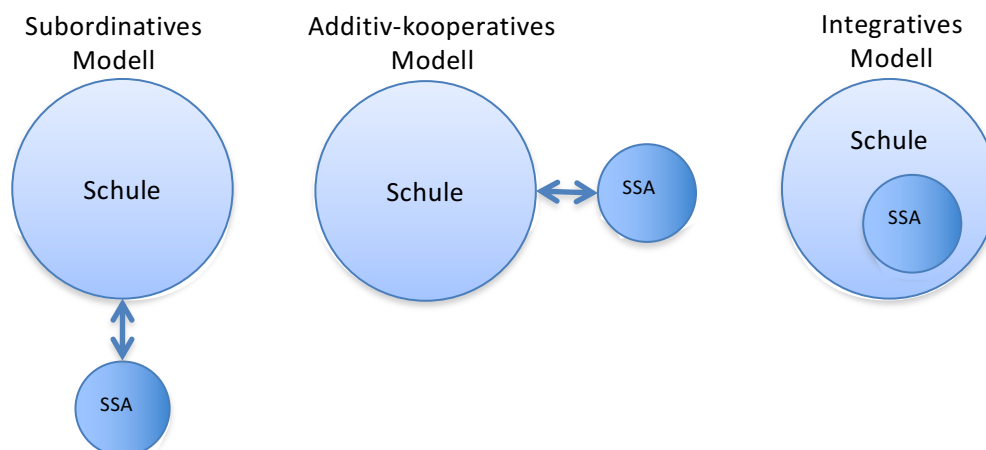 Subordinatives
Modell
Schule
SSA
Additiv-kooperatives
Modell
Schule
SSA
Integratives
Modell
Schule
SSA